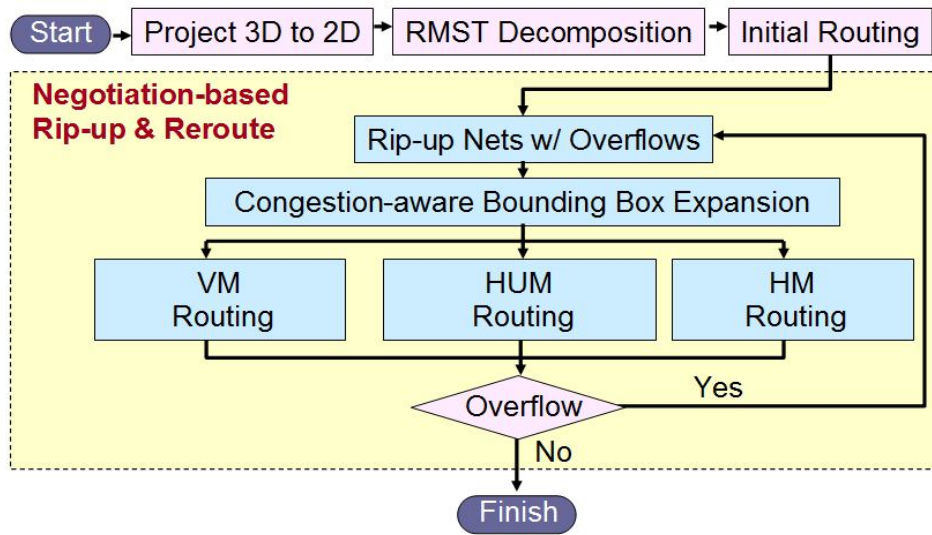 Start
Project 3D to 2D
RMST Decomposition
Initial Routing
Negotiation-based
Rip-up & Reroute
Rip-up Nets w/ Overflows
Congestion-aware Bounding Box Expansion
VM
Routing
HUM
Routing
HM
Routing
Overflow
Yes
No
Finish